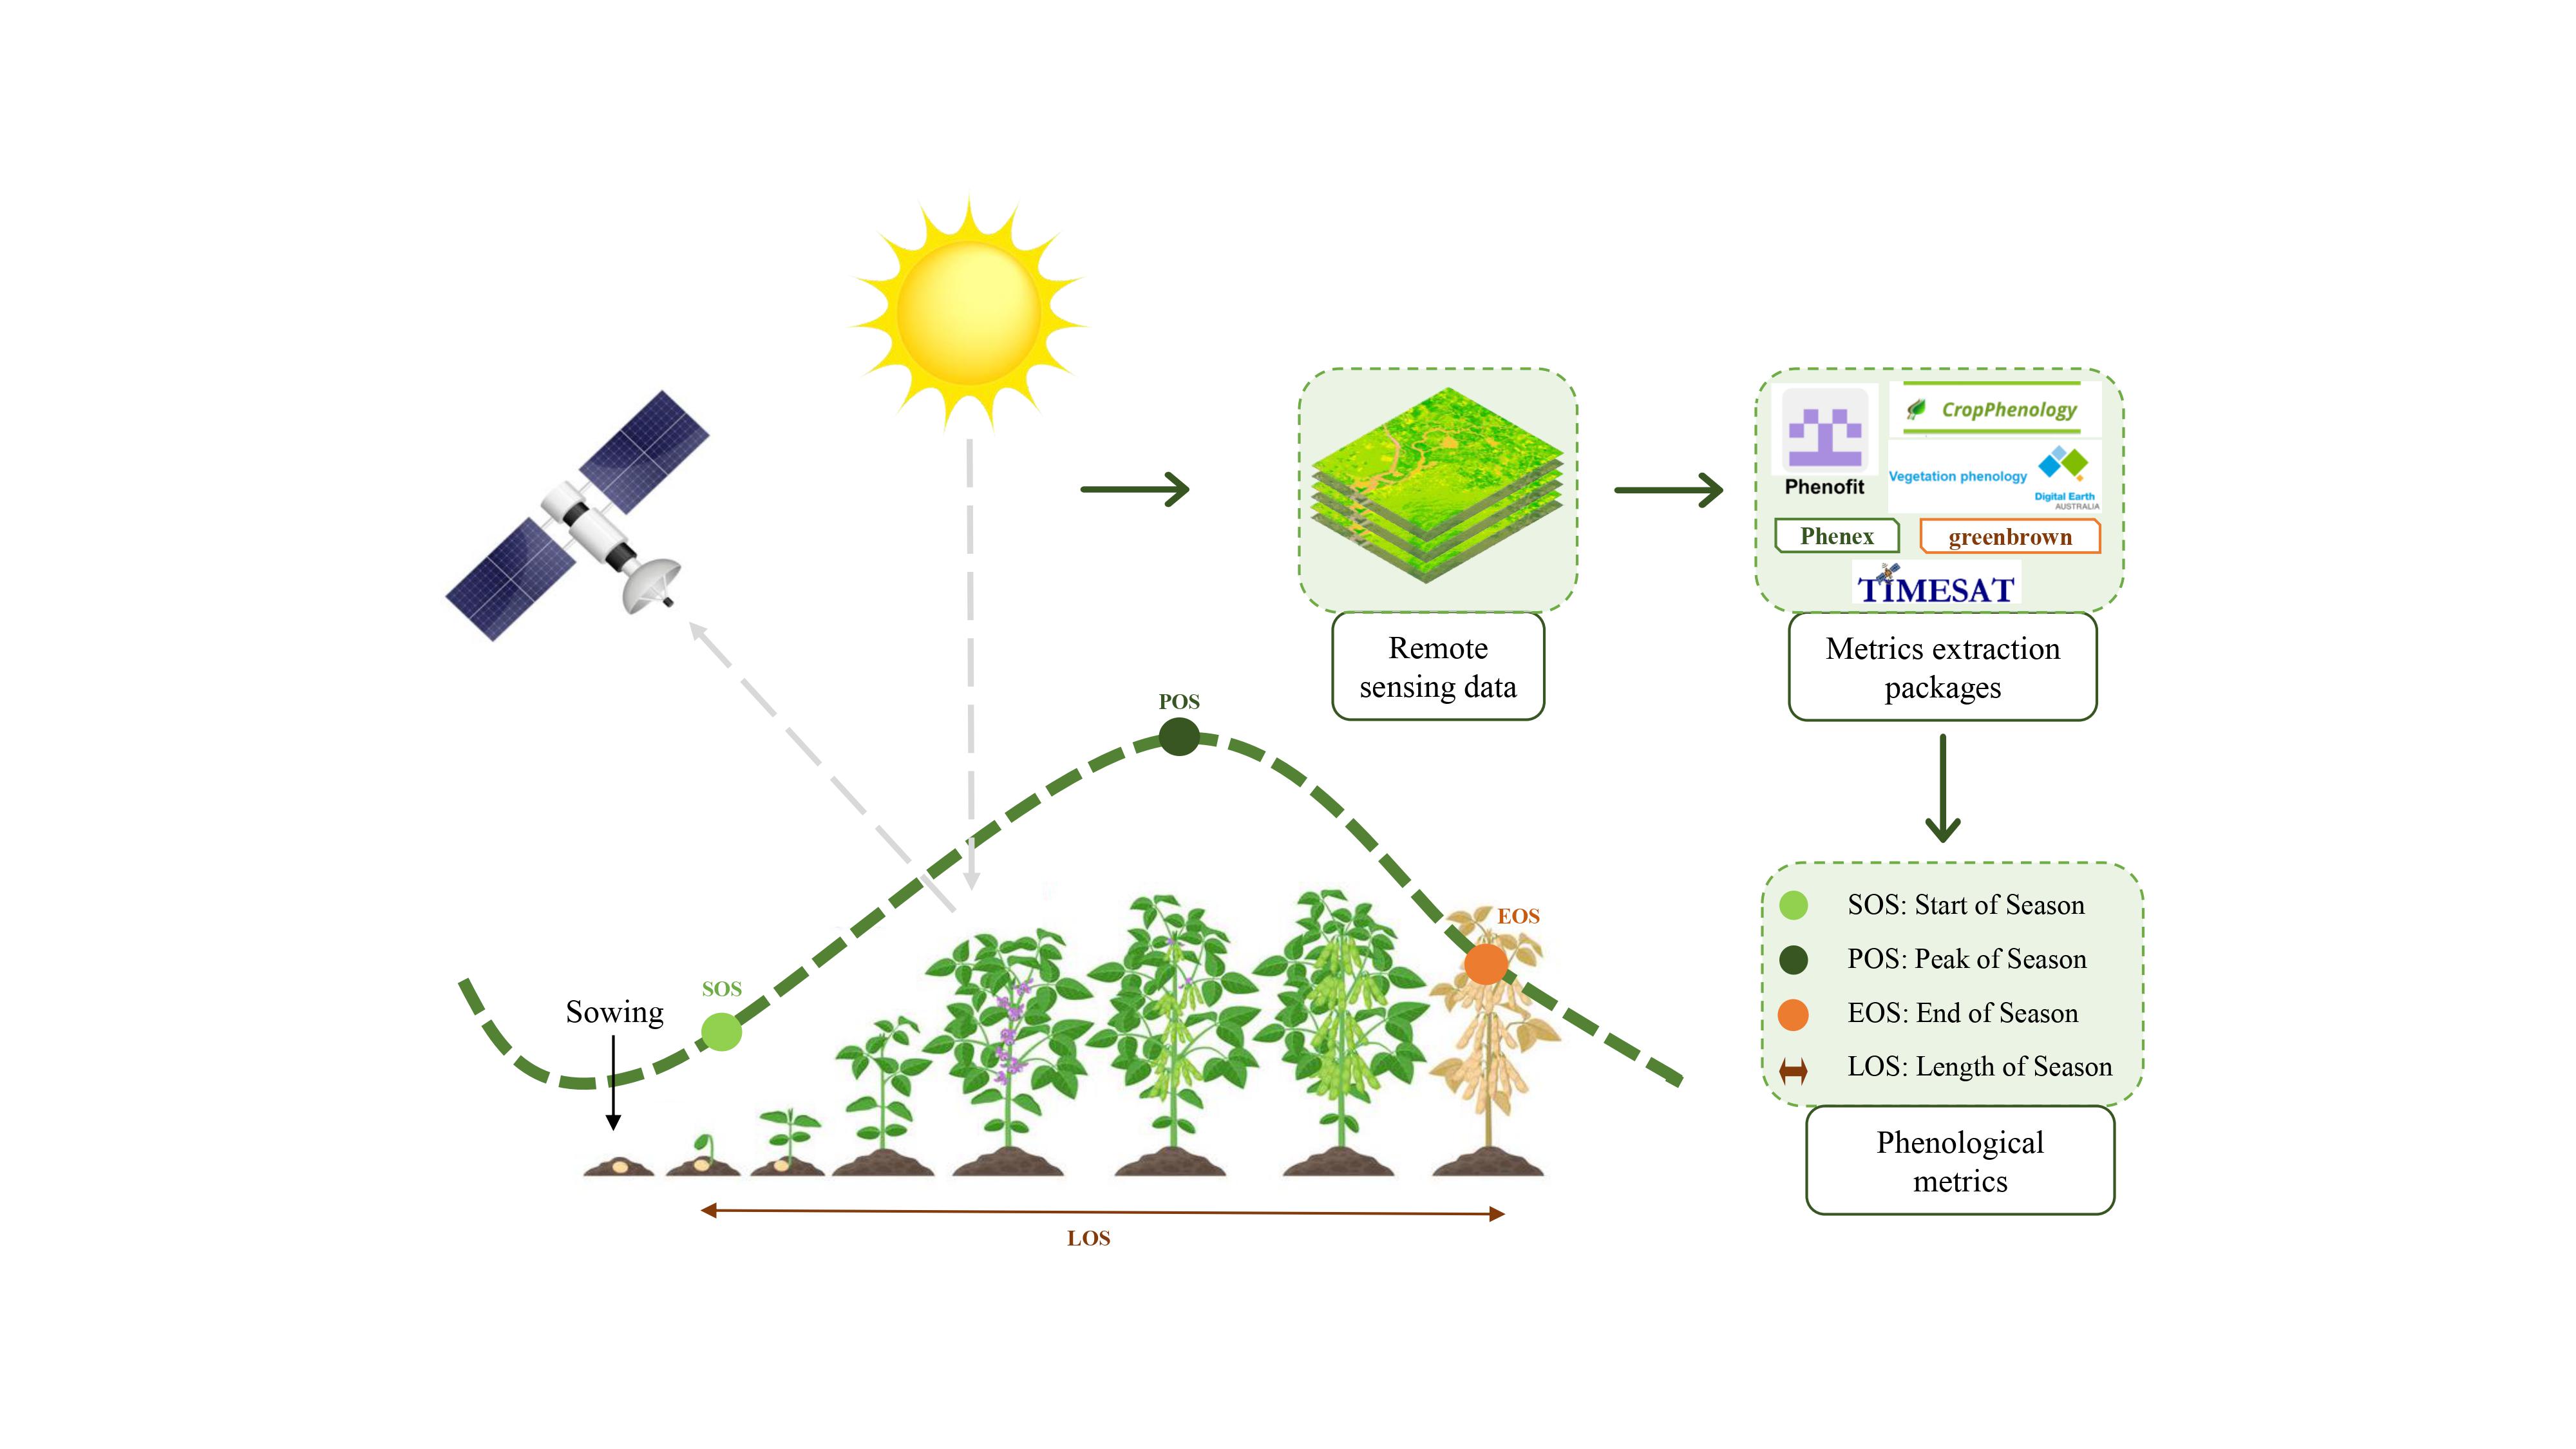 CropPhenology
Phenofit
Vegetation phenology
Digital Earth
AUSTRALIA
Phenex
greenbrown
TIMESAT
Remote
sensing data
Metrics extraction
packages
POS
EOS
SOS
Sowing
LOS
SOS: Start of Season
POS: Peak of Season
EOS: End of Season
LOS: Length of Season
Phenological
metrics